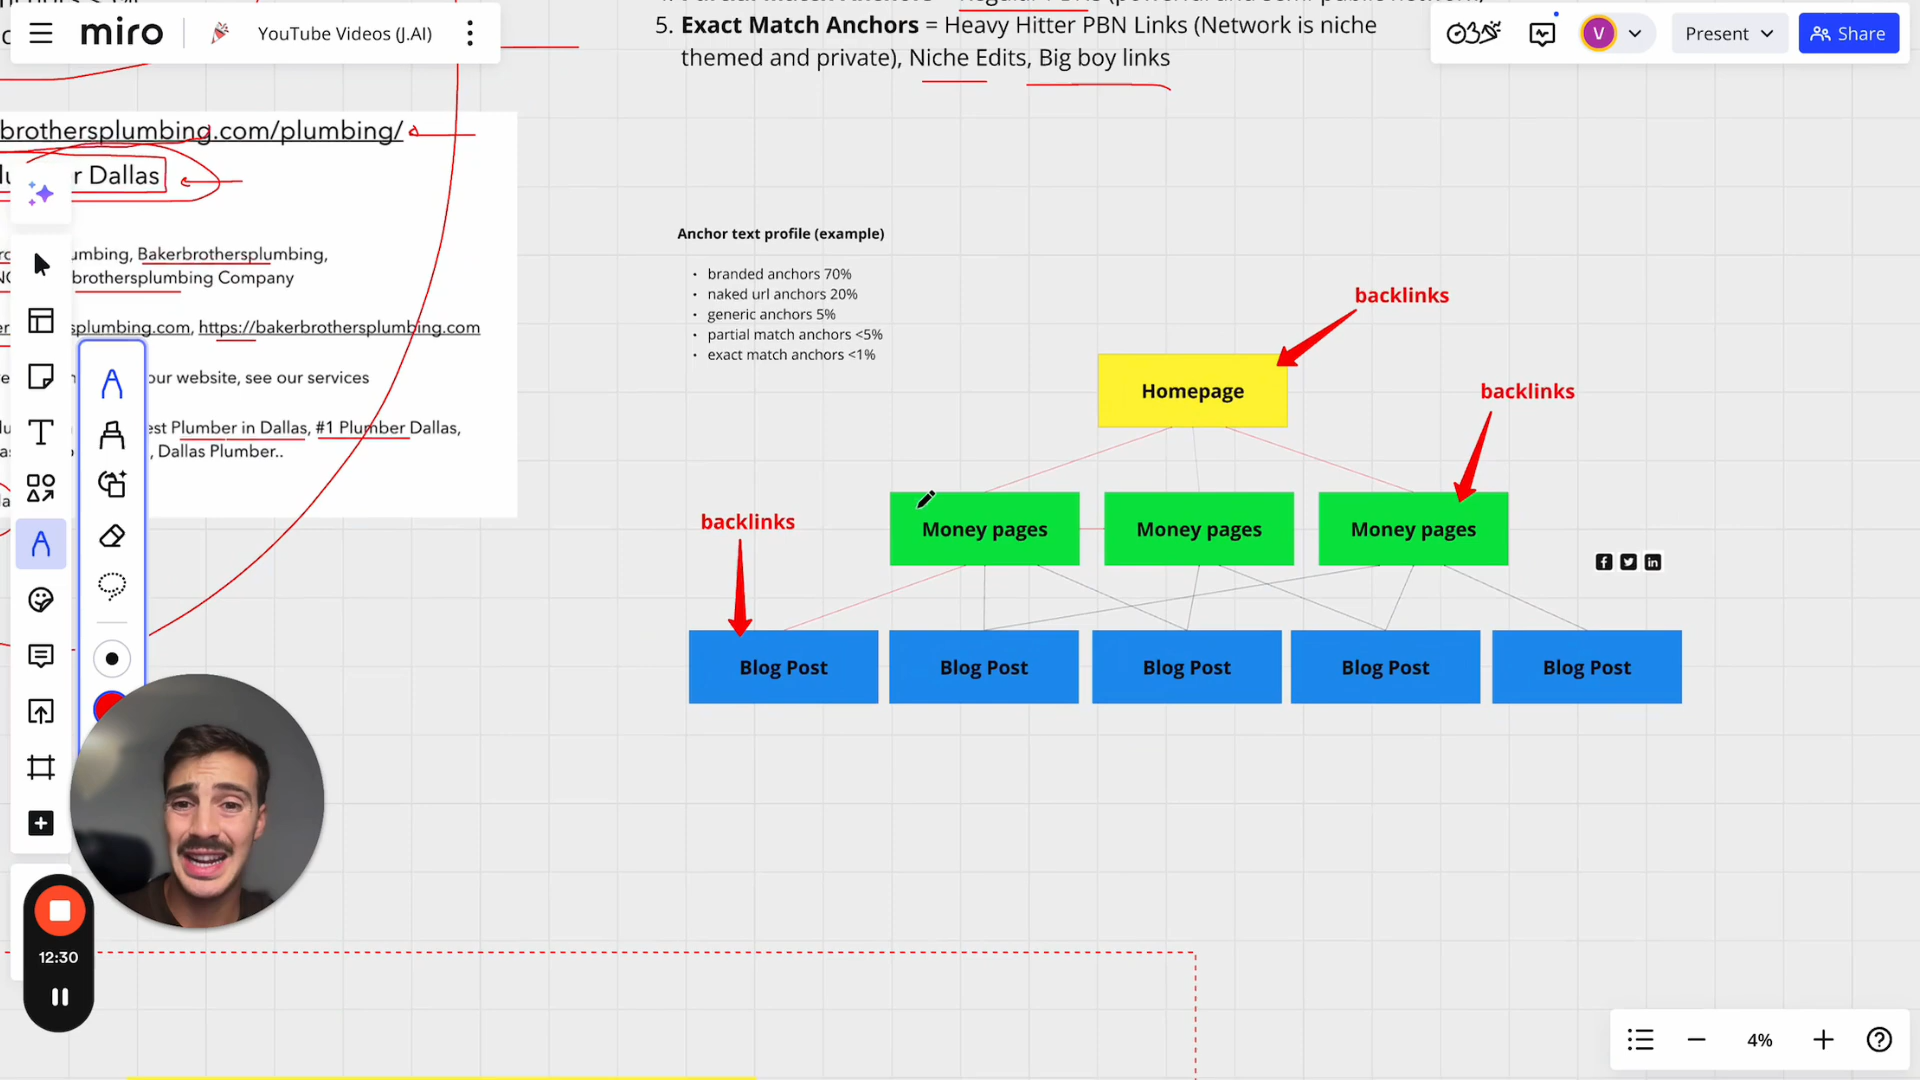 miro
YouTube Videos (J.AI)
5. Exact Match Anchors = Heavy Hitter PBN Links (Network is niche
themed and private), Niche Edits, Big boy links
V
Present
Share
brothersplumbing.com/plumbing/
r Dallas
umbing, Bakerbrothersplumbing,
brothersplumbing Company
splumbing.com, https://bakerbrothersplumbing.com
our website, see our services
est Plumber in Dallas, #1 Plumber Dallas,
, Dallas Plumber..
Anchor text profile (example)
• branded anchors 70%
• naked url anchors 20%
• generic anchors 5%
• partial match anchors <5%
• exact match anchors <1%
backlinks
Homepage
backlinks
backlinks
Money pages
Money pages
Money pages
Blog Post
Blog Post
Blog Post
Blog Post
Blog Post
12:30
4%